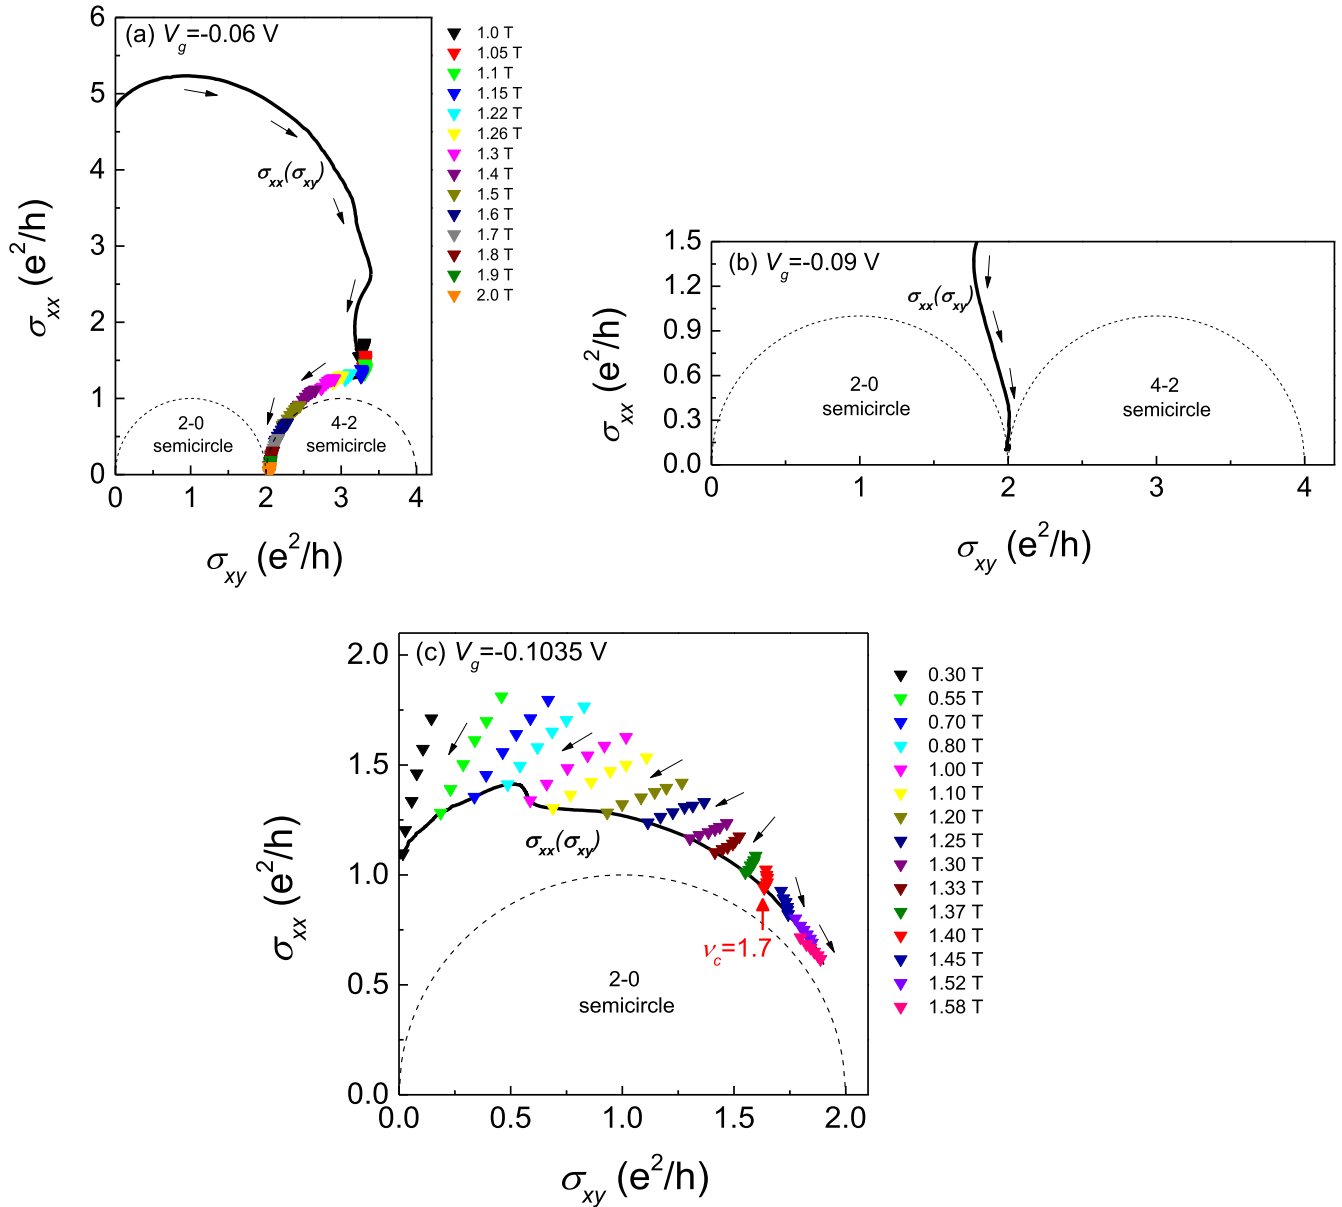 (a) Vg=-0.06 V
6
5
4
3
2
1
0
σxx (e²/h)
σxx(σxy)
2-0
semicircle
4-2
semicircle
0 1 2 3 4
σxy (e²/h)
1.0 T
1.05 T
1.1 T
1.15 T
1.22 T
1.26 T
1.3 T
1.4 T
1.5 T
1.6 T
1.7 T
1.8 T
1.9 T
2.0 T
(b) Vg=-0.09 V
1.5
1.2
0.9
0.6
0.3
0.0
σxx (e²/h)
σxx(σxy)
2-0
semicircle
4-2
semicircle
0 1 2 3 4
σxy (e²/h)
(c) Vg=-0.1035 V
2.0
1.5
1.0
0.5
0.0
σxx (e²/h)
σxx(σxy)
νc=1.7
2-0
semicircle
0.0 0.5 1.0 1.5 2.0
σxy (e²/h)
0.30 T
0.55 T
0.70 T
0.80 T
1.00 T
1.10 T
1.20 T
1.25 T
1.30 T
1.33 T
1.37 T
1.40 T
1.45 T
1.52 T
1.58 T